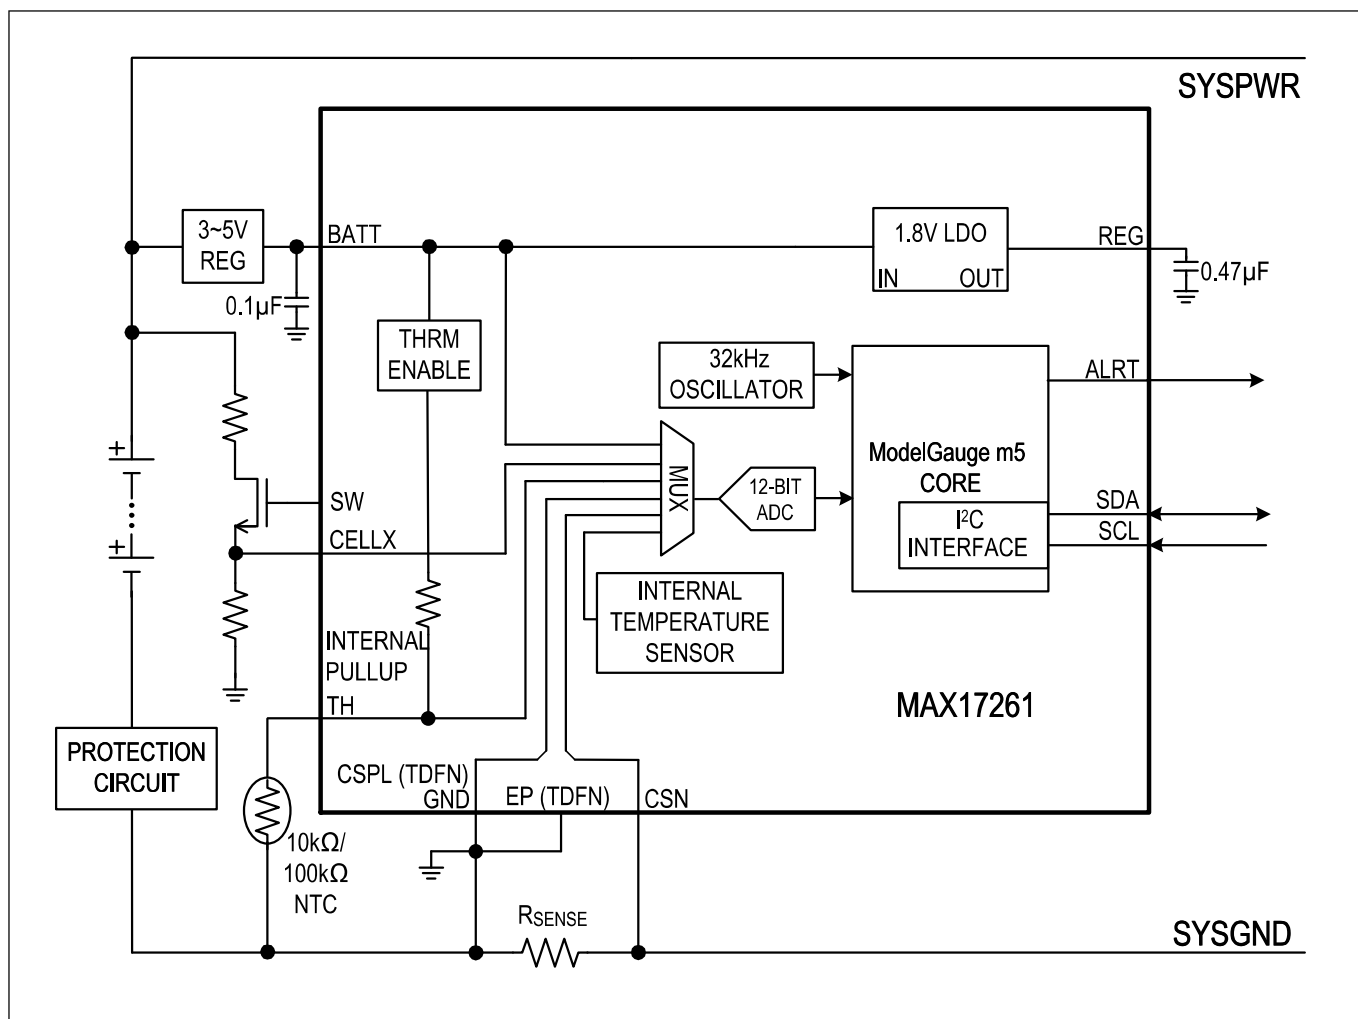 SYSPWR
3~5V
REG
BATT
0.1µF
1.8V LDO
IN OUT
REG
0.47µF
THRM
ENABLE
32kHz
OSCILLATOR
ALRT
ModelGauge m5
CORE
MUX
12-BIT
ADC
SW
SDA
I²C
INTERFACE
SCL
CELLX
+
+
INTERNAL
TEMPERATURE
SENSOR
INTERNAL
PULLUP
TH
MAX17261
PROTECTION
CIRCUIT
CSPL (TDFN)
GND
EP (TDFN)
CSN
10kΩ/
100kΩ
NTC
RSENSE
SYSGND